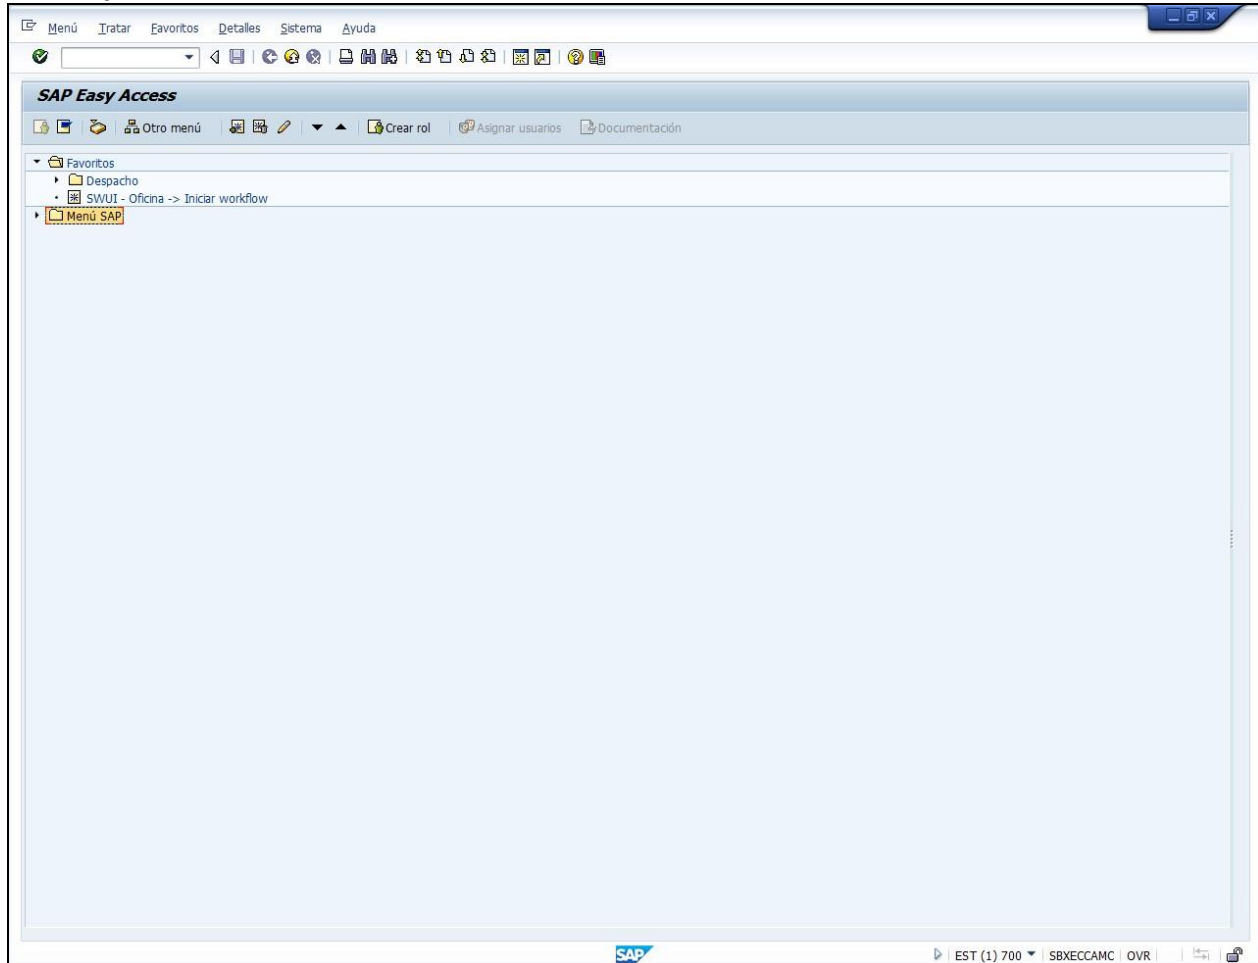 Menú Tratar Favoritos Detalles Sistema Ayuda
SAP Easy Access
Otro menú Crear rol Asignar usuarios Documentación
Favoritos
Despacho
SWUI - Oficina -> Iniciar workflow
Menú SAP
SAP EST (1) 700 SBXECCAMC OVR